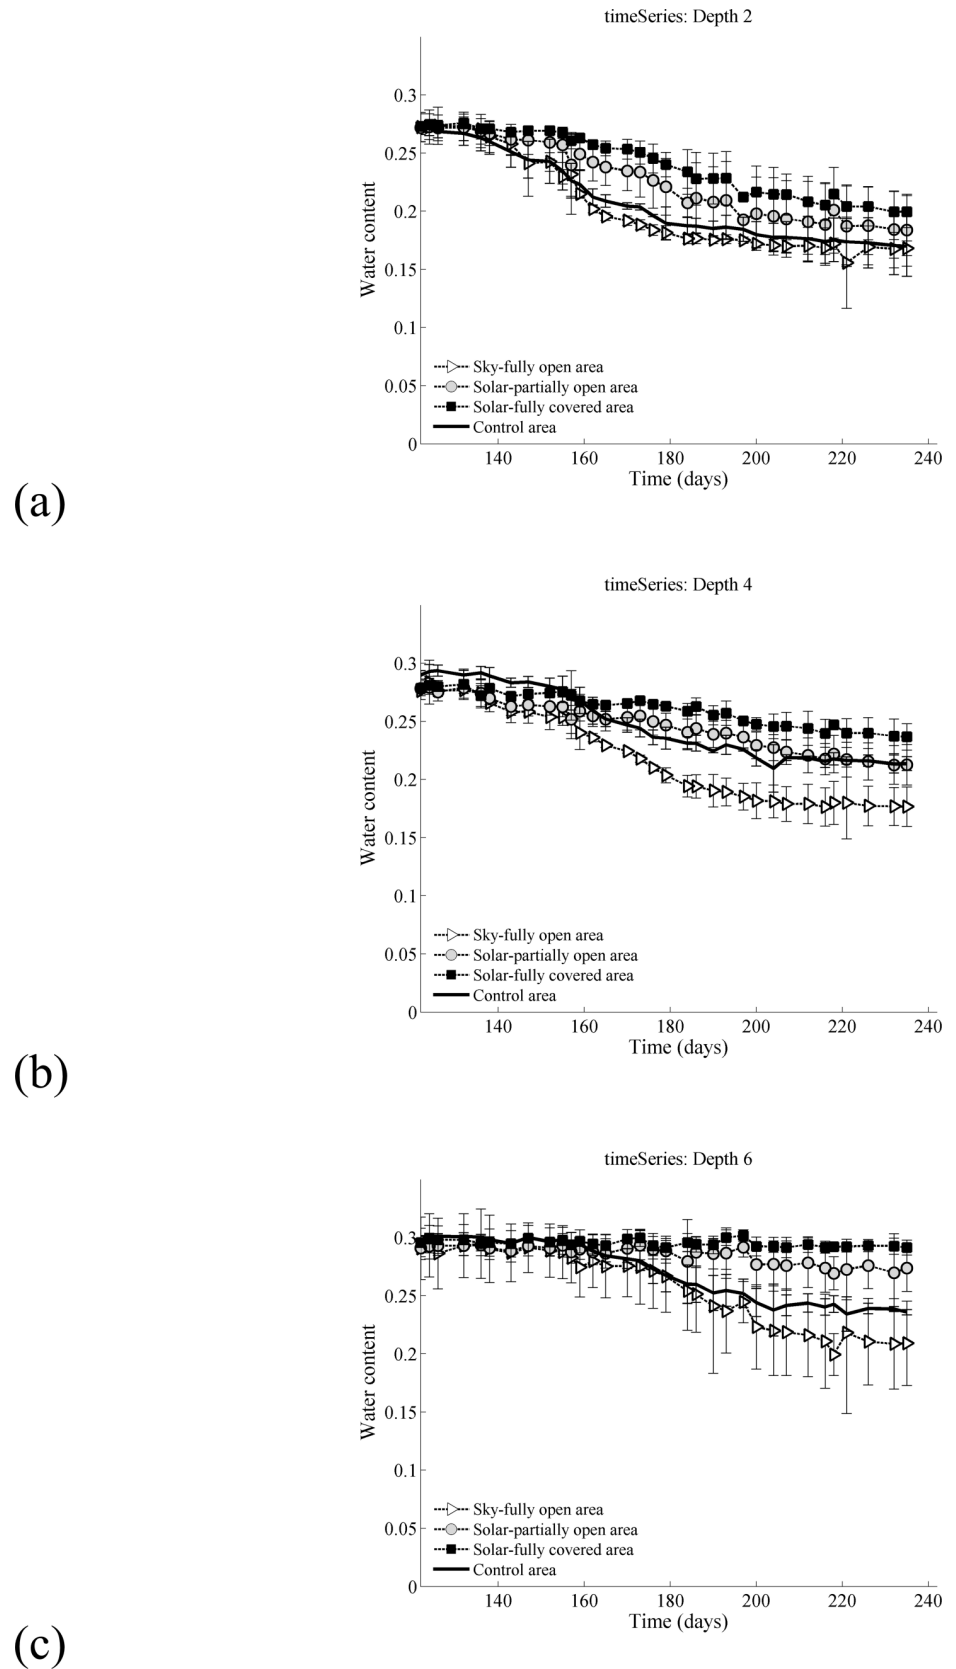 timeSeries: Depth 2
0.3
0.25
0.2
0.15
0.1
0.05
0
Water content
Sky-fully open area
Solar-partially open area
Solar-fully covered area
Control area
140 160 180 200 220 240
Time (days)
(a)
timeSeries: Depth 4
0.3
0.25
0.2
0.15
0.1
0.05
0
Water content
Sky-fully open area
Solar-partially open area
Solar-fully covered area
Control area
140 160 180 200 220 240
Time (days)
(b)
timeSeries: Depth 6
0.3
0.25
0.2
0.15
0.1
0.05
0
Water content
Sky-fully open area
Solar-partially open area
Solar-fully covered area
Control area
140 160 180 200 220 240
Time (days)
(c)